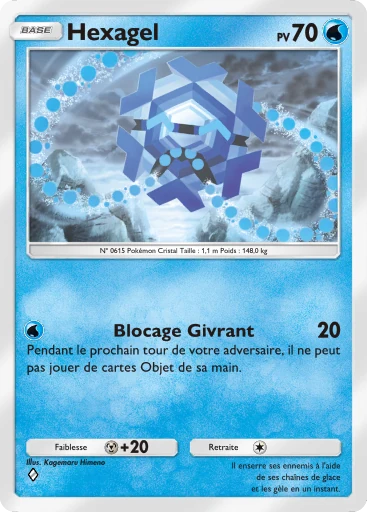 BASE Hexagel PV 70
N° 0615 Pokémon Cristal Taille : 1,1 m Poids : 148,0 kg
Blocage Givrant 20
Pendant le prochain tour de votre adversaire, il ne peut
pas jouer de cartes Objet de sa main.
Faiblesse +20 Retraite
Illus. Kagemaru Himeno
Il enserre ses ennemis à l'aide
de ses chaînes de glace
et les gèle en un instant.